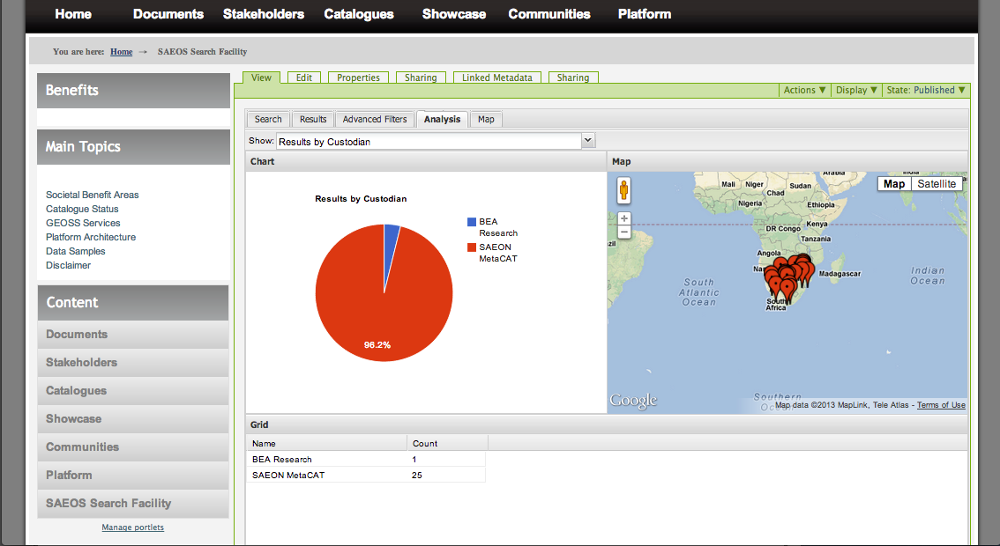 Home Documents Stakeholders Catalogues Showcase Communities Platform
You are here: Home → SAEOS Search Facility
Benefits
Main Topics
Societal Benefit Areas
Catalogue Status
GEOSS Services
Platform Architecture
Data Samples
Disclaimer
Content
Documents
Stakeholders
Catalogues
Showcase
Communities
Platform
SAEOS Search Facility
Manage portlets
View Edit Properties Sharing Linked Metadata Sharing
Actions ▼ Display ▼ State: Published ▼
Search Results Advanced Filters Analysis Map
Show: Results by Custodian
Chart
Results by Custodian
BEA
Research
SAEON
MetaCAT
96.2%
Map
Map Satellite
+
−
Mali Niger Sudan Arabia
Chad
Nigeria Ethiopia
Kenya
DR Congo
Tanzania
Angola
Madagascar
South
Atlantic
Ocean
Indian
Ocean
South
Africa
Southern
Google
Map data ©2013 MapLink, Tele Atlas - Terms of Use
Grid
Name Count
BEA Research 1
SAEON MetaCAT 25